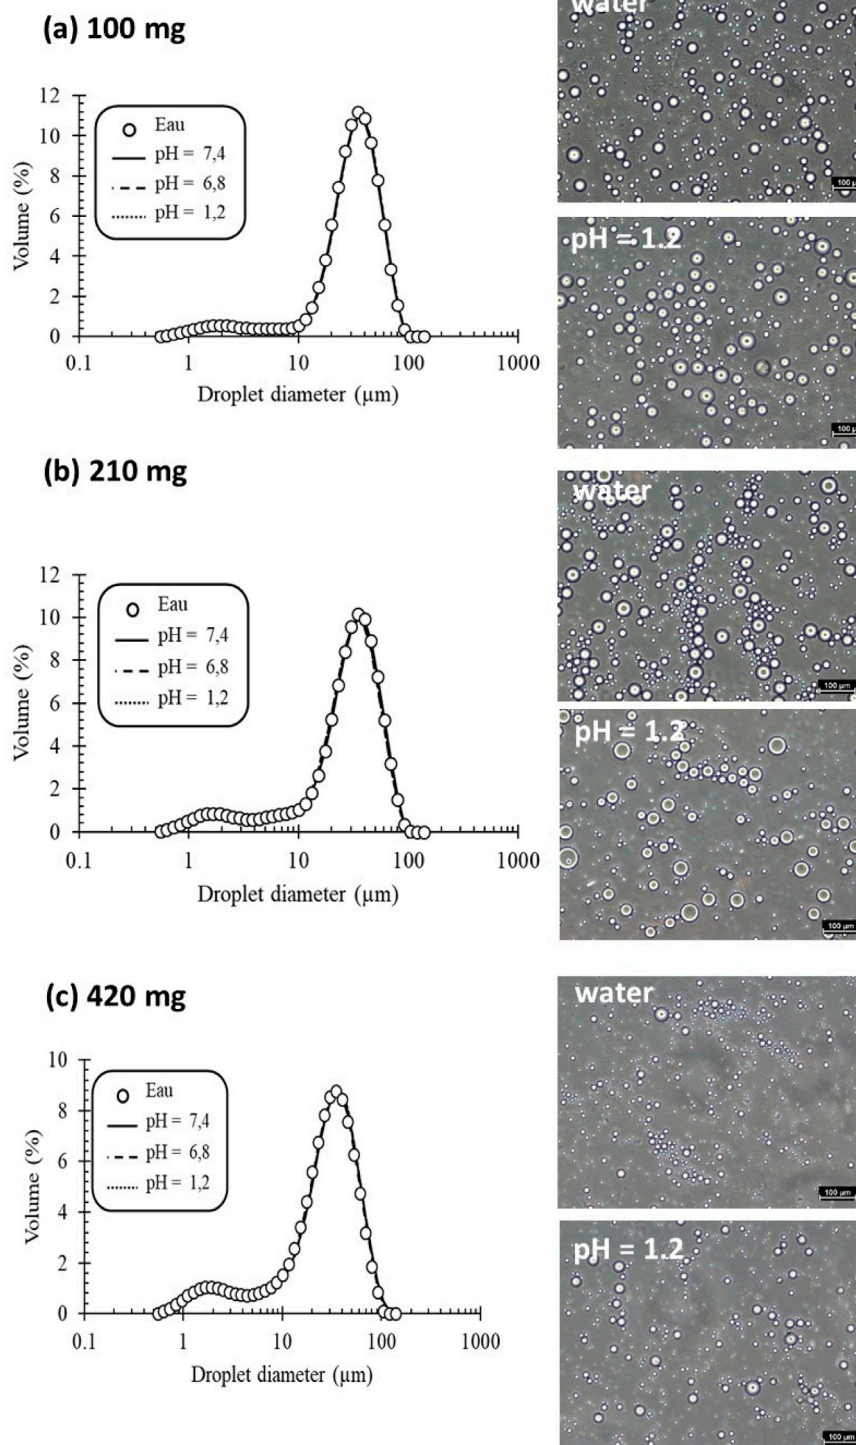 (a) 100 mg
Volume (%)
12
10
8
6
4
2
0
Eau
pH = 7,4
pH = 6,8
pH = 1,2
0.1 1 10 100 1000
Droplet diameter (µm)
water
100 µm
pH = 1.2
100 µ
(b) 210 mg
Volume (%)
12
10
8
6
4
2
0
Eau
pH = 7,4
pH = 6,8
pH = 1,2
0.1 1 10 100 1000
Droplet diameter (µm)
water
100 µm
pH = 1.2
100 µm
(c) 420 mg
Volume (%)
10
8
6
4
2
0
Eau
pH = 7,4
pH = 6,8
pH = 1,2
0.1 1 10 100 1000
Droplet diameter (µm)
water
100 µm
pH = 1.2
100 µm